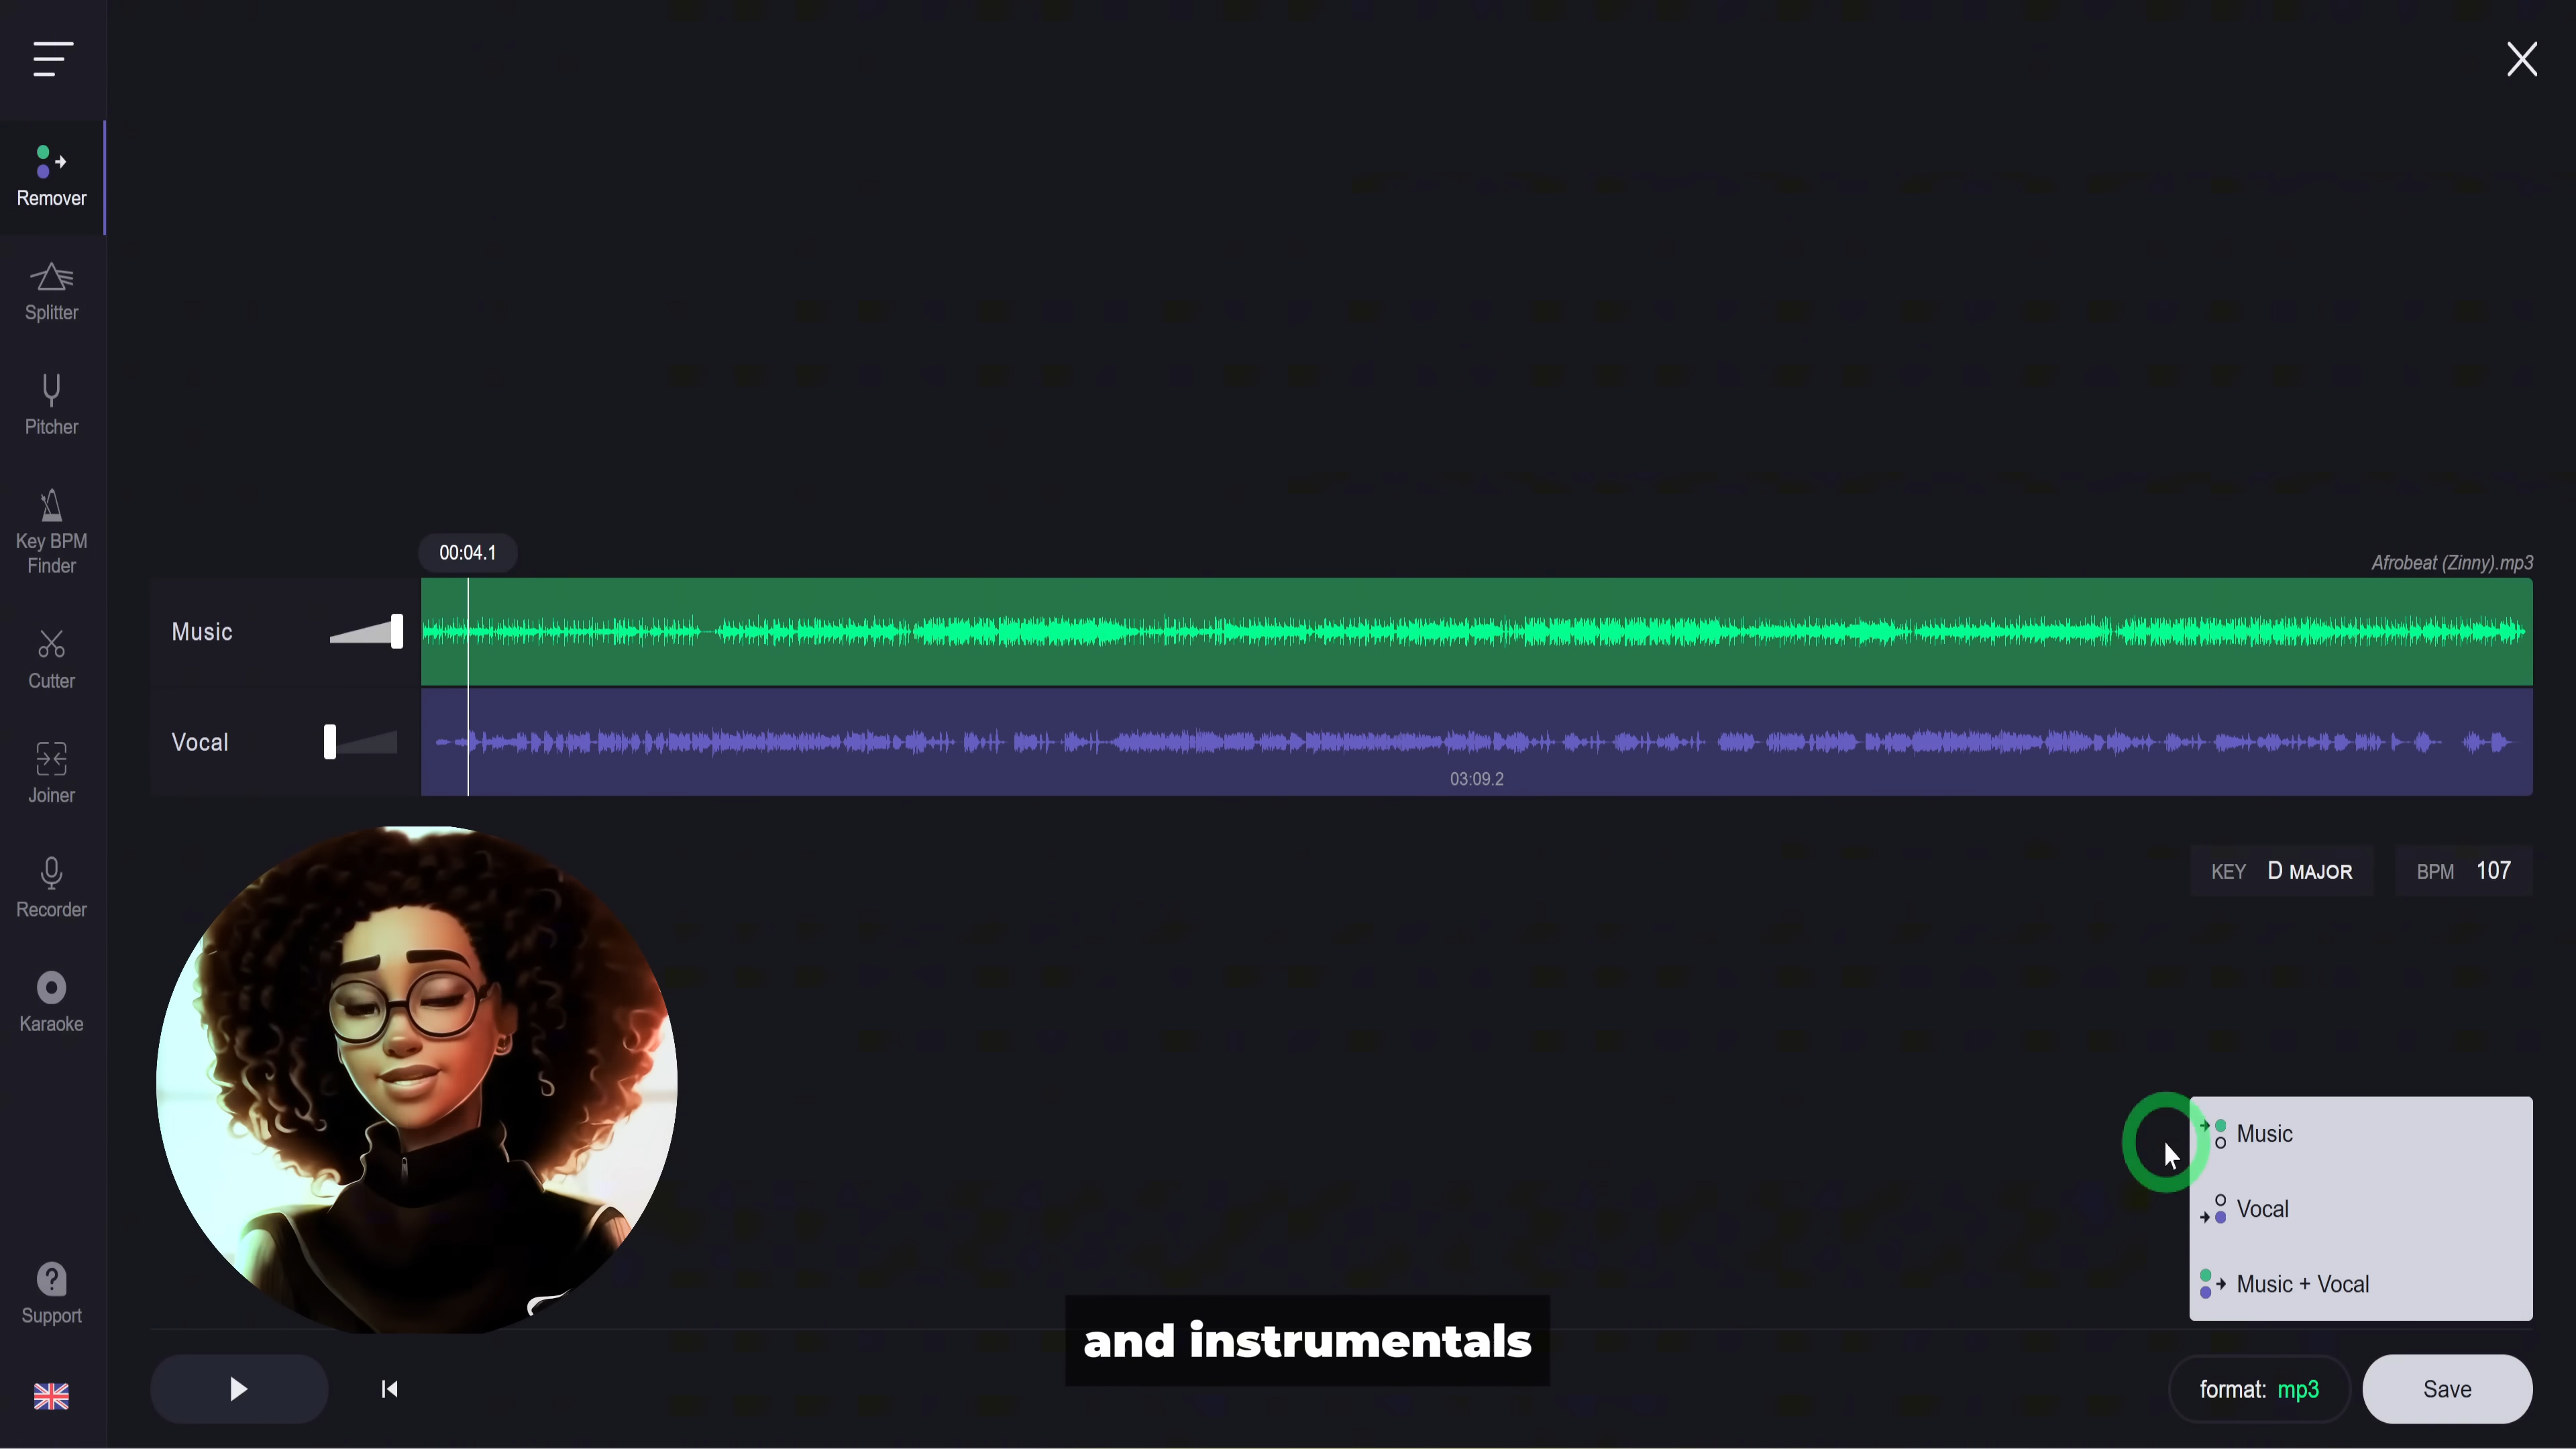 Remover
Splitter
Pitcher
Key BPM
Finder
Cutter
Joiner
Recorder
Karaoke
Support
00:04.1
Afrobeat (Zinny).mp3
Music
Vocal
03:09.2
KEY D MAJOR BPM 107
Music
Vocal
Music + Vocal
and instrumentals
format: mp3 Save